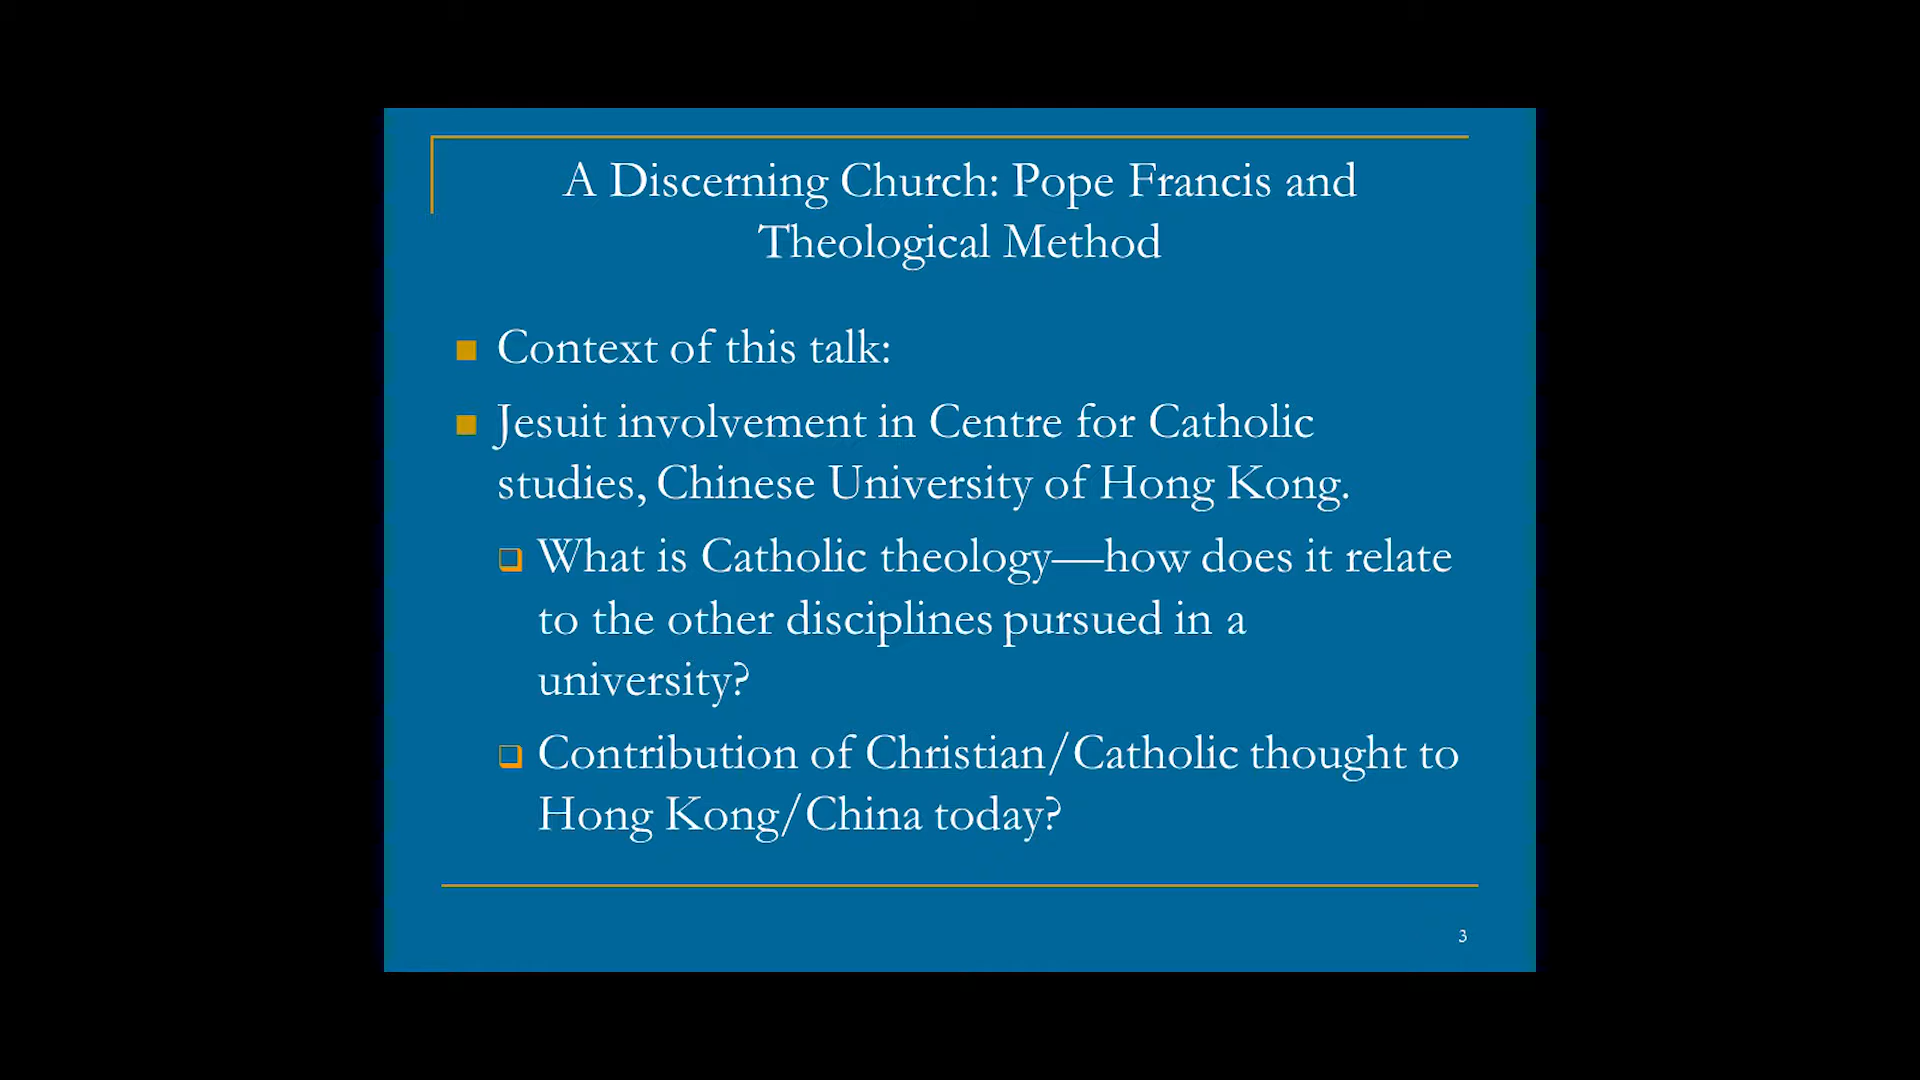 A Discerning Church: Pope Francis and
Theological Method
Context of this talk:
Jesuit involvement in Centre for Catholic
studies, Chinese University of Hong Kong.
What is Catholic theology—how does it relate
to the other disciplines pursued in a
university?
Contribution of Christian/Catholic thought to
Hong Kong/China today?
3